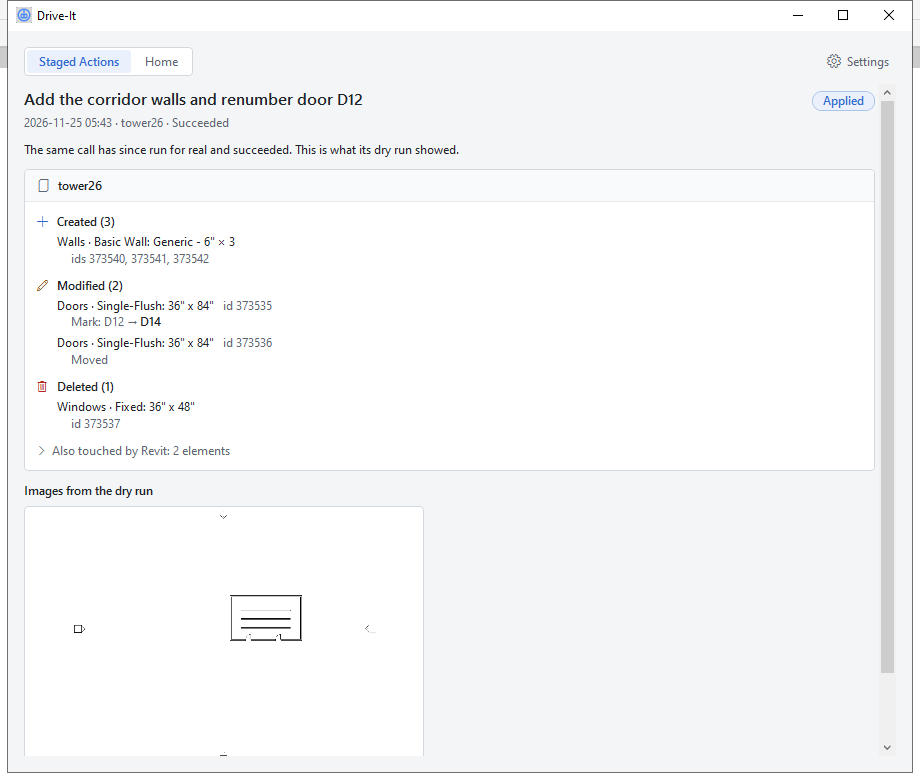 Drive-It
Staged Actions
Home
Settings
Add the corridor walls and renumber door D12
Applied
2026-11-25 05:43 · tower26 · Succeeded
The same call has since run for real and succeeded. This is what its dry run showed.
tower26
Created (3)
Walls · Basic Wall: Generic - 6" × 3
ids 373540, 373541, 373542
Modified (2)
Doors · Single-Flush: 36" x 84" id 373535
Mark: D12 → D14
Doors · Single-Flush: 36" x 84" id 373536
Moved
Deleted (1)
Windows · Fixed: 36" x 48"
id 373537
Also touched by Revit: 2 elements
Images from the dry run